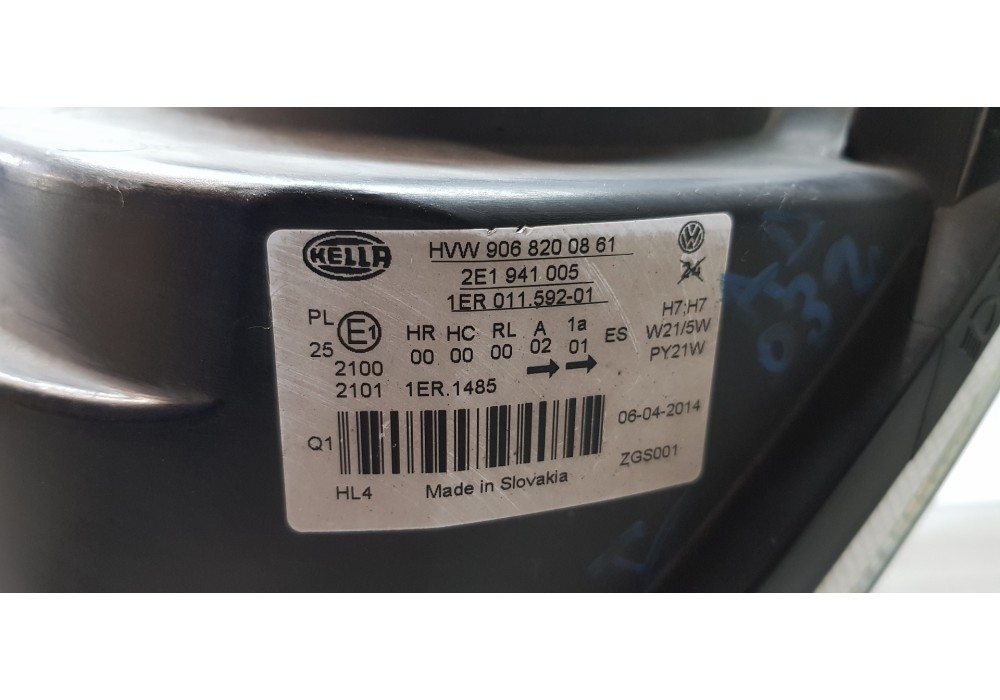 HELLA
HVW 906 820 08 61
2E1 941 005
1ER 011.592-01
24
PL E1 HR HC RL A 1a ES H7;H7
25 00 00 00 02 01 W21/5W
2100 PY21W
2101 1ER.1485
06-04-2014
Q1
ZGS001
HL4 Made in Slovakia
032